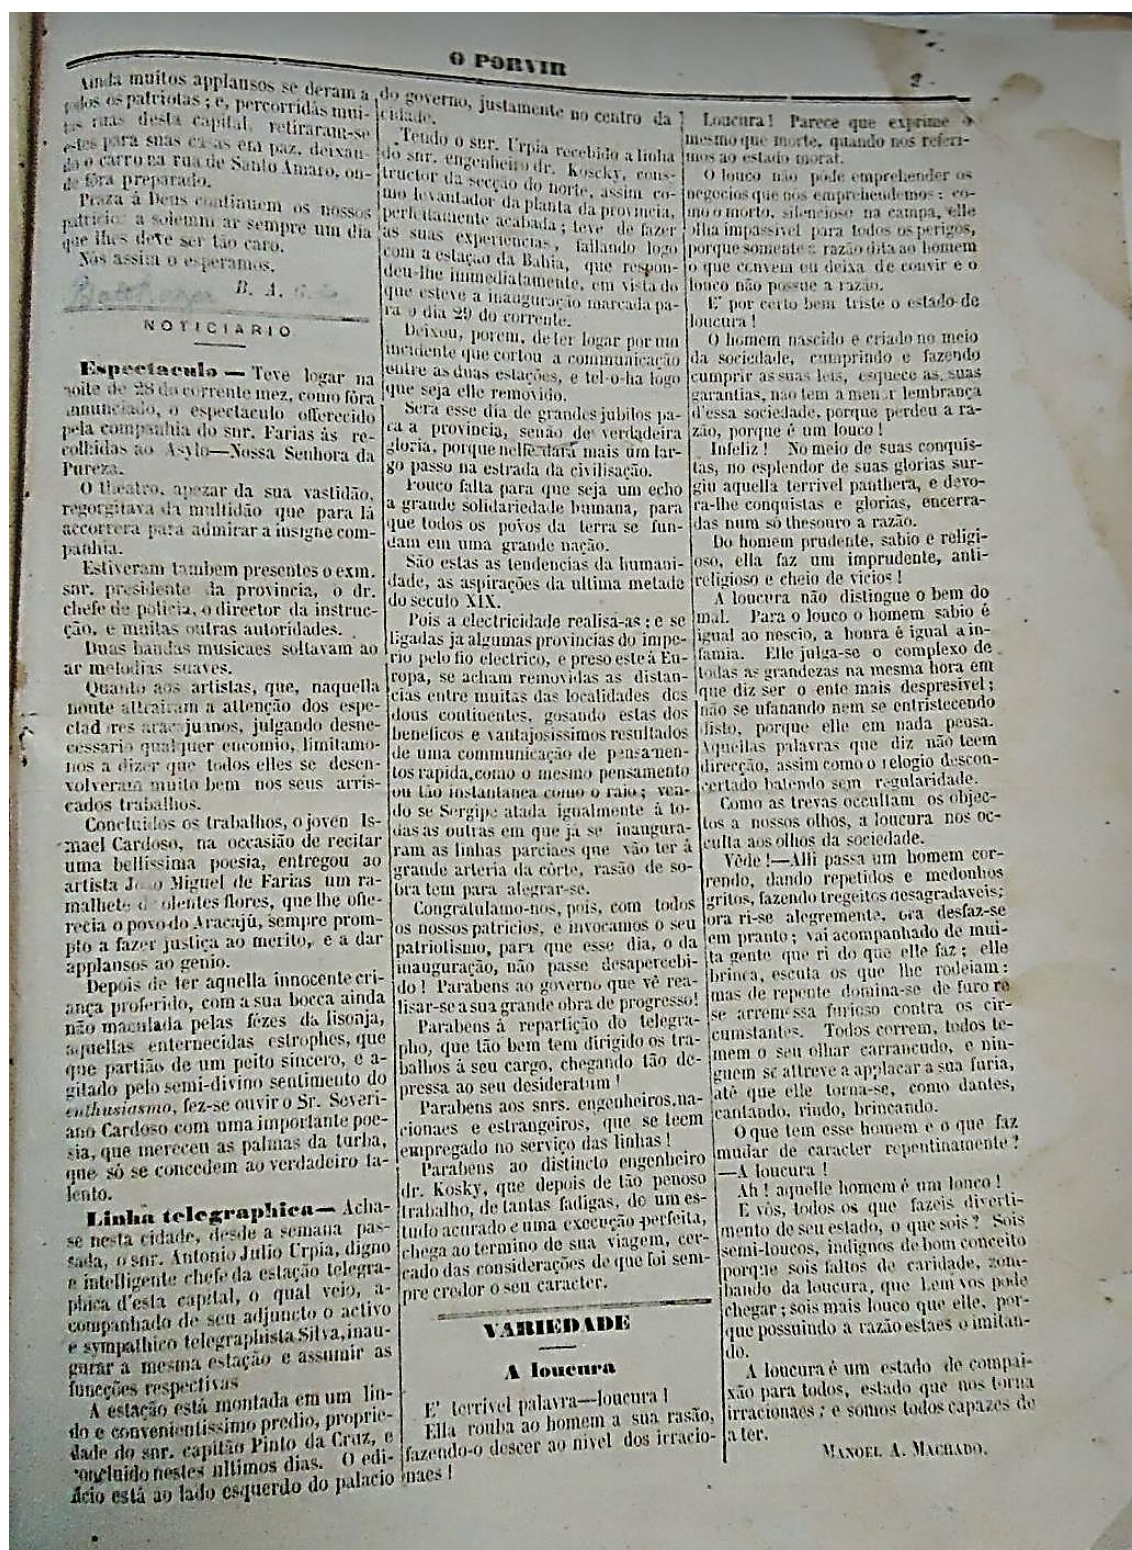 O PORVIR
Ainda muitos applausos se deram a
todos os patriotas; e, percorridas mui-
tas ruas desta capital, retiraram-se
estes para suas casas em paz, deixan-
do o carro na rua de Santo Amaro, on-
de fôra preparado.
Praza á Deus continuem os nossos
patricios a solemnisar sempre um dia
que lhes deve ser tão caro.
Nós assim o esperamos.
B. A.
NOTICIARIO
Espectaculo — Teve logar na
noite de 28 do corrente mez, como fôra
annunciado, o espectaculo offerecido
pela companhia do snr. Farias ás re-
colhidas ao Asylo—Nossa Senhora da
Pureza.
O theatro, apezar da sua vastidão,
regorgitava da multidão que para lá
accorrera para admirar a insigne com-
panhia.
Estiveram tambem presentes o exm.
snr. presidente da provincia, o dr.
chefe de policia, o director da instruc-
ção, e muitas outras autoridades.
Duas bandas musicaes soltavam ao
ar melodias suaves.
Quanto aos artistas, que, naquella
noute attrairam a attenção dos espe-
ctad res aracajuanos, julgando desne-
cessario qualquer encomio, limitamo-
nos a dizer que todos elles se desen-
volveram muito bem nos seus arris-
cados trabalhos.
Concluidos os trabalhos, o joven Is-
mael Cardoso, na occasião de recitar
uma bellissima poesia, entregou ao
artista João Miguel de Farias um ra-
malhete d'olentes flores, que lhe offe-
recia o povo do Aracajú, sempre prom-
pto a fazer justiça ao merito, e a dar
applausos ao genio.
Depois de ter aquella innocente cri-
ança proferido, com a sua bocca ainda
não maculada pelas fézes da lisonja,
aquellas enternecidas estrophes, que
que partião de um peito sincero, e a-
gitado pelo semi-divino sentimento do
enthusiasmo, fez-se ouvir o Sr. Severi-
ano Cardoso com uma importante poe-
sia, que mereceu as palmas da turba,
que só se concedem ao verdadeiro ta-
lento.
Linha telegraphica— Acha-
se nesta cidade, desde a semana pas-
sada, o snr. Antonio Julio Urpia, digno
e intelligente chefe da estação telegra-
phica d'esta capital, o qual veio, a-
companhado de seu adjuncto o activo
e sympathico telegraphista Silva, inau-
gurar a mesma estação e assumir as
funcções respectivas
A estação está montada em um lin-
do e convenientissimo predio, proprie-
dade do snr. capitão Pinto da Cruz, e
concluido nestes ultimos dias. O edi-
ficio está ao lado esquerdo do palacio
do governo, justamente no centro da
cidade.
Tendo o snr. Urpia recebido a linha
do snr. engenheiro dr. Koscky, cons-
tructor da secção do norte, assim co-
mo levantador da planta da provincia,
perfeitamente acabada; teve de fazer
as suas experiencias, fallando logo
com a estação da Bahia, que respon-
deu-lhe immediatamente, em vista do
que esteve a inauguração marcada pa-
ra o dia 29 do corrente.
Deixou, porem, de ter logar por um
incidente que cortou a communicação
entre as duas estações, e tel-o-ha logo
que seja elle removido.
Será esse dia de grandes jubilos pa-
ra a provincia, senão de verdadeira
gloria, porque nelle dará mais um lar-
go passo na estrada da civilisação.
Pouco falta para que seja um echo
a grande solidariedade humana, para
que todos os povos da terra se fun-
dam em uma grande nação.
São estas as tendencias da humani-
dade, as aspirações da ultima metade
do seculo XIX.
Pois a electricidade realisa-as; e se
ligadas ja algumas provincias do impe-
rio pelo fio electrico, e preso este á Eu-
ropa, se acham removidas as distan-
cias entre muitas das localidades dos
dous continentes, gosando estas dos
beneficos e vantajosissimos resultados
de uma communicação de pensamen-
tos rapida, como o mesmo pensamento
ou tão instantanea como o raio; ven-
do se Sergipe atada igualmente á to-
das as outras em que já se inaugura-
ram as linhas parciaes que vão ter á
grande arteria da côrte, rasão de so-
bra tem para alegrar-se.
Congratulamo-nos, pois, com todos
os nossos patricios, e invocamos o seu
patriotismo, para que esse dia, o da
inauguração, não passe desapercebi-
do! Parabens ao governo que vê rea-
lisar-se a sua grande obra de progresso!
Parabens á repartição do telegra-
pho, que tão bem tem dirigido os tra-
balhos á seu cargo, chegando tão de-
pressa ao seu desideratum!
Parabens aos snrs. engenheiros, na-
cionaes e estrangeiros, que se teem
empregado no serviço das linhas!
Parabens ao distincto engenheiro
dr. Kosky, que depois de tão penoso
trabalho, de tantas fadigas, de um es-
tudo acurado e uma execução perfeita,
chega ao termino de sua viagem, cer-
cado das considerações de que foi sem-
pre credor o seu caracter.
VARIEDADE
A loucura
E' terrivel palavra—loucura!
Ella rouba ao homem a sua rasão,
fazendo-o descer ao nivel dos irracio-
naes!
Loucura! Parece que exprime o
mesmo que morte, quando nos referi-
mos ao estado moral.
O louco não pode emprehender os
negocios que nós emprehendemos: co-
mo o morto, silencioso na campa, elle
olha impassivel para todos os perigos,
porque somente a razão dita ao homem
o que convem ou deixa de convir e o
louco não possue a razão.
E' por certo bem triste o estado de
loucura!
O homem nascido e criado no meio
da sociedade, cumprindo e fazendo
cumprir as suas leis, esquece as suas
garantias, não tem a menor lembrança
d'essa sociedade, porque perdeu a ra-
zão, porque é um louco!
Infeliz! No meio de suas conquis-
tas, no esplendor de suas glorias sur-
giu aquella terrivel panthera, e devo-
ra-lhe conquistas e glorias, encerra-
das num só thesouro a razão.
Do homem prudente, sabio e religi-
oso, ella faz um imprudente, anti-
religioso e cheio de vicios!
A loucura não distingue o bem do
mal. Para o louco o homem sabio é
igual ao nescio, a honra é igual a in-
famia. Elle julga-se o complexo de
todas as grandezas na mesma hora em
que diz ser o ente mais despresivel;
não se ufanando nem se entristecendo
disto, porque elle em nada pensa.
Aquellas palavras que diz não teem
direcção, assim como o relogio descon-
certado batendo sem regularidade.
Como as trevas occultam os objec-
tos a nossos olhos, a loucura nos oc-
culta aos olhos da sociedade.
Vêde!—Alli passa um homem cor-
rendo, dando repetidos e medonhos
gritos, fazendo tregeitos desagradaveis;
ora ri-se alegremente, ora desfaz-se
em pranto; vai acompanhado de mui-
ta gente que ri do que elle faz; elle
brinca, escuta os que lhe rodeiam:
mas de repente domina-se de furor e
se arremessa furioso contra os cir-
cumstantes. Todos correm, todos te-
mem o seu olhar carrancudo, e nin-
guem se atreve a applacar a sua furia,
até que elle torna-se, como dantes,
cantando, rindo, brincando.
O que tem esse homem e o que faz
mudar de caracter repentinamente?
—A loucura!
Ah! aquelle homem é um louco!
E vós, todos os que fazeis diverti-
mento de seu estado, o que sois? Sois
semi-loucos, indignos de bom conceito
porque sois faltos de caridade, zom-
bando da loucura, que bem vos pode
chegar; sois mais louco que elle, por-
que possuindo a razão estaes o imitan-
do.
A loucura é um estado de compai-
xão para todos, estado que nos torna
irracionaes; e somos todos capazes de
a ter.
MANOEL A. MACHADO.